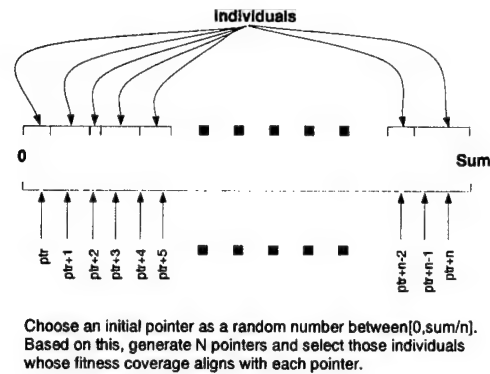 Individuals
0
Sum
ptr
ptr+1
ptr+2
ptr+3
ptr+4
ptr+5
ptr+n-2
ptr+n-1
ptr+n
Choose an initial pointer as a random number between[0,sum/n].
Based on this, generate N pointers and select those individuals
whose fitness coverage aligns with each pointer.